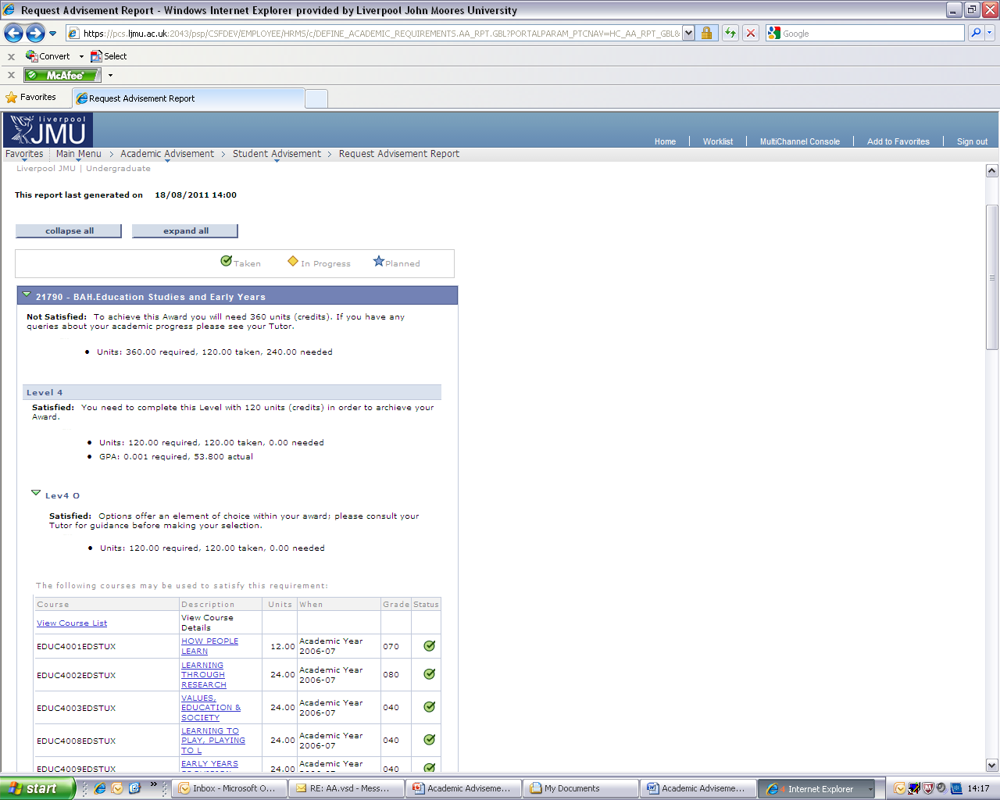 Request Advisement Report - Windows Internet Explorer provided by Liverpool John Moores University
https://pcs.ljmu.ac.uk:2043/psp/CSFDEV/EMPLOYEE/HRMS/c/DEFINE_ACADEMIC_REQUIREMENTS.AA_RPT.GBL?PORTALPARAM_PTCNAV=HC_AA_RPT_GBL&
Google
x Convert Select
x McAfee
Favorites Request Advisement Report
liverpool
JMU
Home Worklist MultiChannel Console Add to Favorites Sign out
Favorites Main Menu > Academic Advisement > Student Advisement > Request Advisement Report
Liverpool JMU | Undergraduate
This report last generated on 18/08/2011 14:00
collapse all expand all
Taken In Progress Planned
21790 - BAH.Education Studies and Early Years
Not Satisfied: To achieve this Award you will need 360 units (credits). If you have any
queries about your academic progress please see your Tutor.
• Units: 360.00 required, 120.00 taken, 240.00 needed
Level 4
Satisfied: You need to complete this Level with 120 units (credits) in order to archieve your
Award.
• Units: 120.00 required, 120.00 taken, 0.00 needed
• GPA: 0.001 required, 53.800 actual
Lev4 O
Satisfied: Options offer an element of choice within your award; please consult your
Tutor for guidance before making your selection.
• Units: 120.00 required, 120.00 taken, 0.00 needed
The following courses may be used to satisfy this requirement:
Course Description Units When Grade Status
View Course List View Course
Details
EDUC4001EDSTUX HOW PEOPLE
LEARN 12.00 Academic Year
2006-07 070
EDUC4002EDSTUX LEARNING
THROUGH
RESEARCH 24.00 Academic Year
2006-07 080
EDUC4003EDSTUX VALUES,
EDUCATION &
SOCIETY 24.00 Academic Year
2006-07 040
EDUC4008EDSTUX LEARNING TO
PLAY, PLAYING
TO L 24.00 Academic Year
2006-07 040
EDUC4009EDSTUX EARLY YEARS
24.00 Academic Year
040
start
Inbox - Microsoft O...
RE: AA.vsd - Mess...
Academic Adviseme...
My Documents
Academic Adviseme...
Internet Explorer
14:17